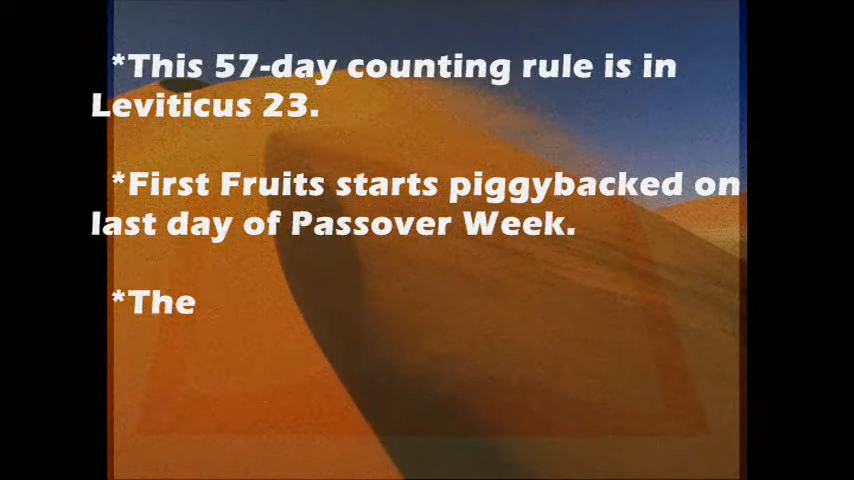 *This 57-day counting rule is in
Leviticus 23.
*First Fruits starts piggybacked on
last day of Passover Week.
*The